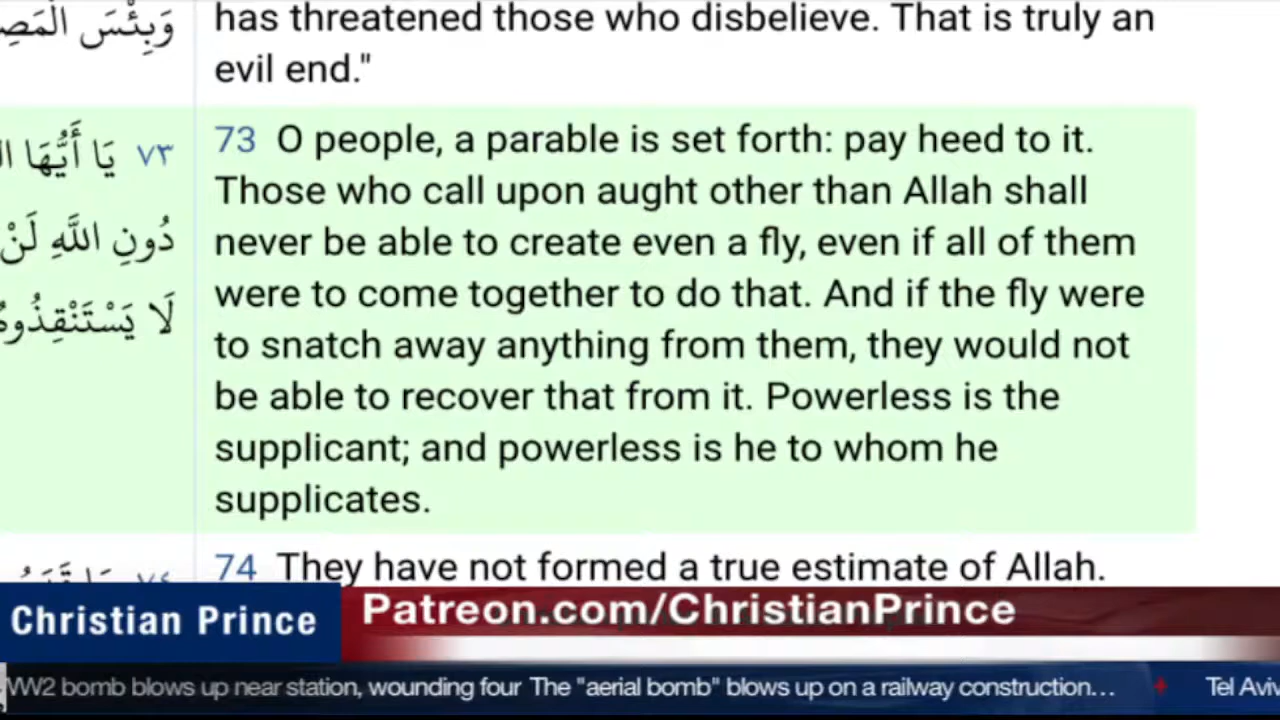 has threatened those who disbelieve. That is truly an
evil end."
73 O people, a parable is set forth: pay heed to it.
Those who call upon aught other than Allah shall
never be able to create even a fly, even if all of them
were to come together to do that. And if the fly were
to snatch away anything from them, they would not
be able to recover that from it. Powerless is the
supplicant; and powerless is he to whom he
supplicates.
74 They have not formed a true estimate of Allah.
وَبِئْسَ
٧٣ يَا أَيُّهَا
دُونِ اللَّهِ لَنْ
لَا
Christian Prince
Patreon.com/ChristianPrince
WW2 bomb blows up near station, wounding four The "aerial bomb" blows up on a railway construction... Tel Aviv